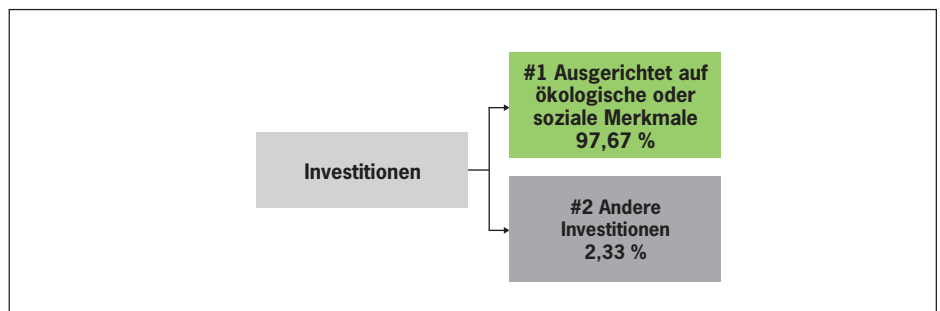 #1 Ausgerichtet auf
ökologische oder
soziale Merkmale
97,67 %
Investitionen
#2 Andere
Investitionen
2,33 %